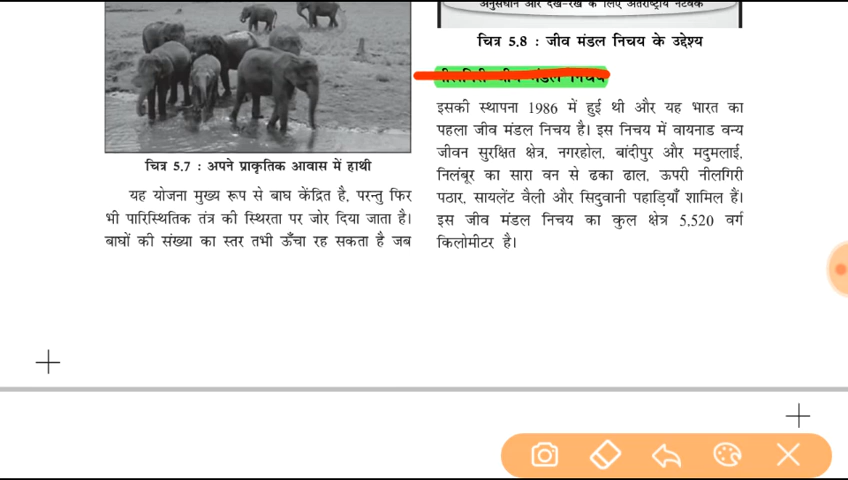 चित्र 5.7 : अपने प्राकृतिक आवास में हाथी
यह योजना मुख्य रूप से बाघ केंद्रित है, परन्तु फिर
भी पारिस्थितिक तंत्र की स्थिरता पर जोर दिया जाता है।
बाघों की संख्या का स्तर तभी ऊँचा रह सकता है जब
अनुसंधान और देख-रेख के लिए अंतर्राष्ट्रीय नेटवर्क
चित्र 5.8 : जीव मंडल निचय के उद्देश्य
मंडल निचय
इसकी स्थापना 1986 में हुई थी और यह भारत का
पहला जीव मंडल निचय है। इस निचय में वायनाड वन्य
जीवन सुरक्षित क्षेत्र, नगरहोल, बांदीपुर और मदुमलाई,
निलंबूर का सारा वन से ढका ढाल, ऊपरी नीलगिरी
पठार, सायलेंट वैली और सिदुवानी पहाड़ियाँ शामिल हैं।
इस जीव मंडल निचय का कुल क्षेत्र 5,520 वर्ग
किलोमीटर है।